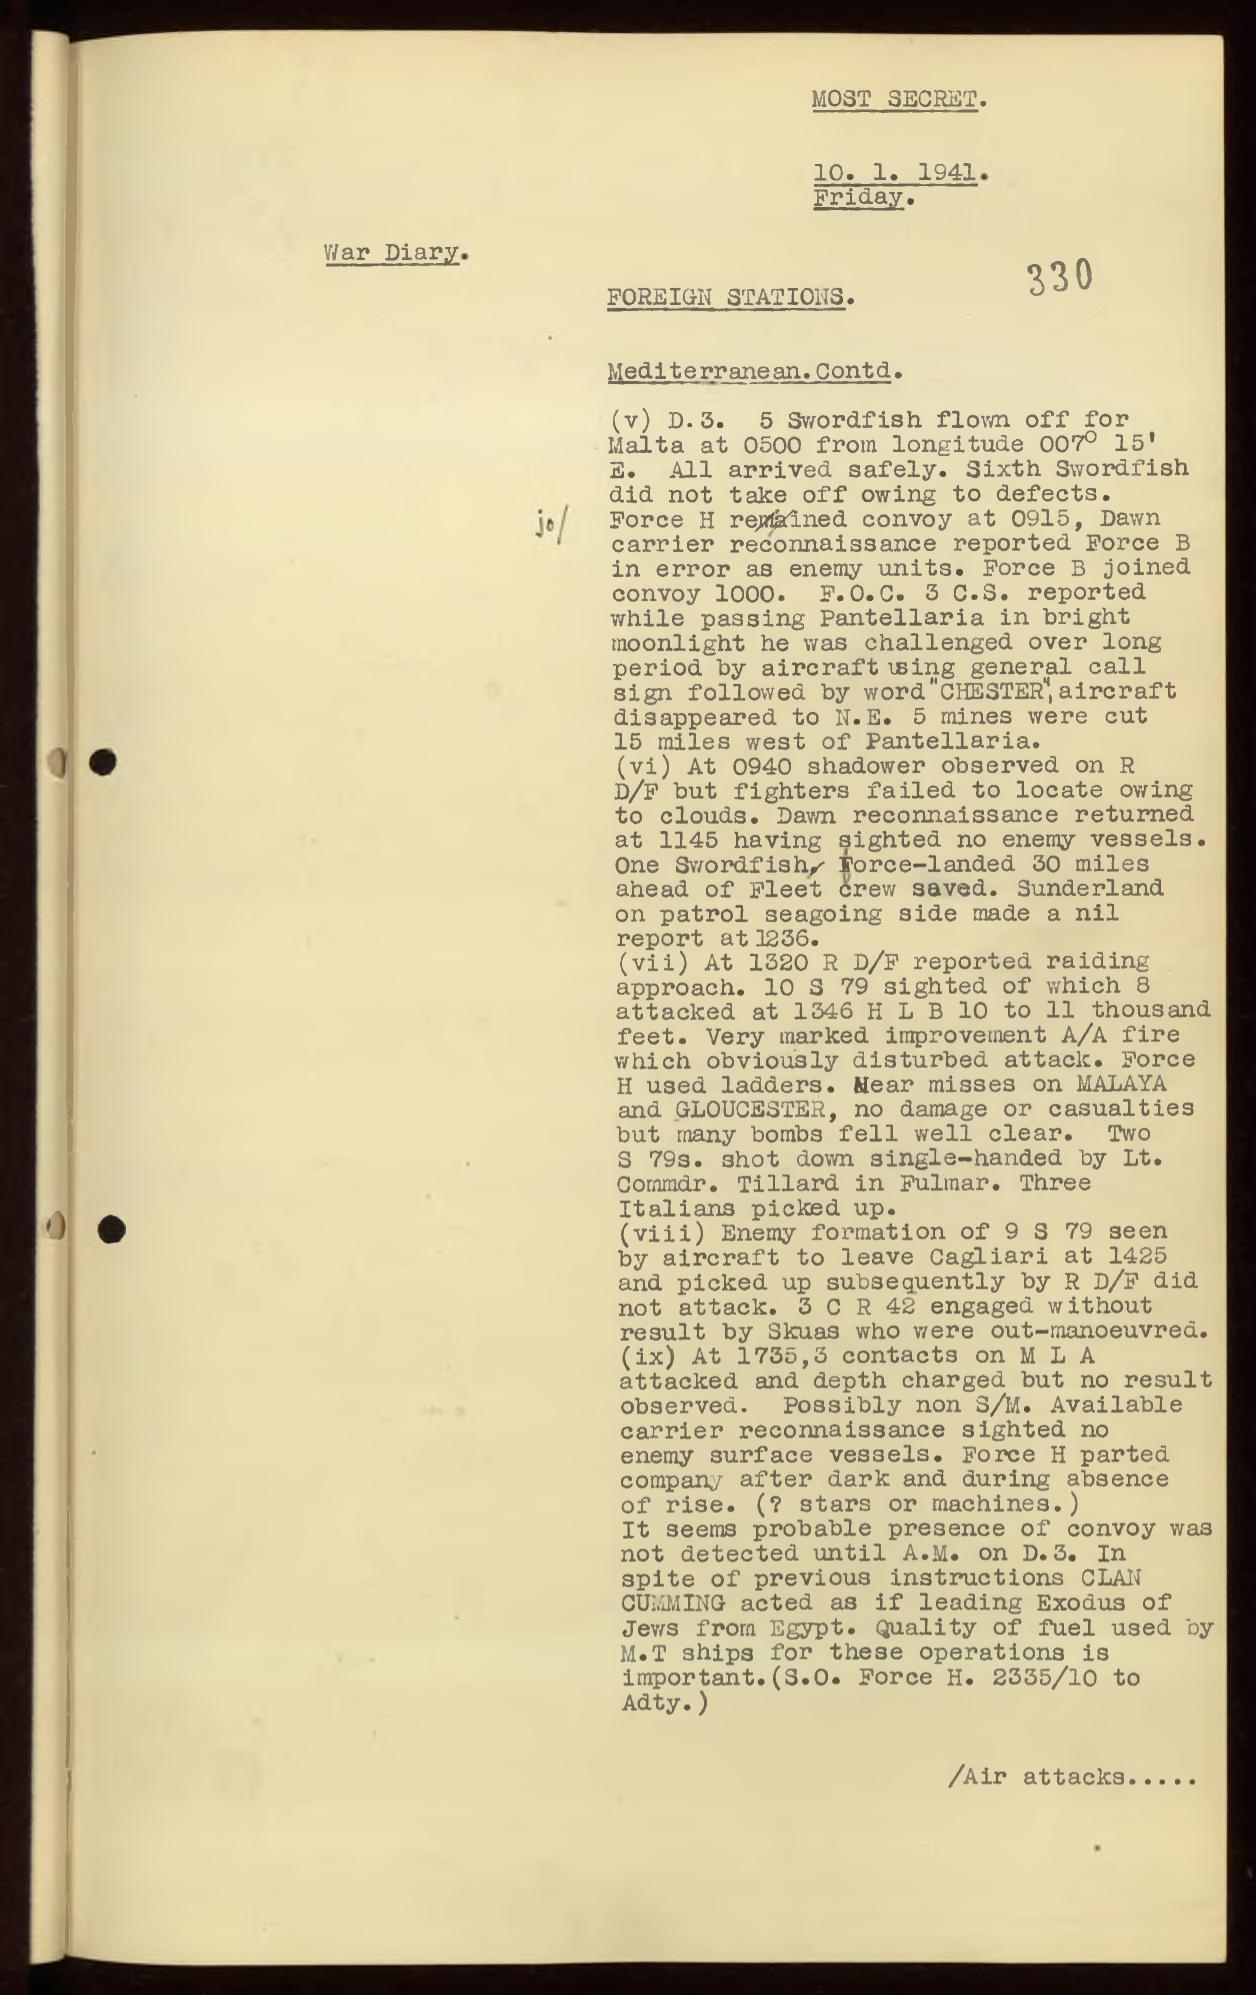 MOST SECRET.
10. 1. 1941.
Friday.
War Diary.
330
FOREIGN STATIONS.
Mediterranean. Contd.
(v) D.3. 5 Swordfish flown off for
Malta at 0500 from longitude 007° 15'
E. All arrived safely. Sixth Swordfish
did not take off owing to defects.
jo/ Force H remained convoy at 0915, Dawn
carrier reconnaissance reported Force B
in error as enemy units. Force B joined
convoy 1000. F.O.C. 3 C.S. reported
while passing Pantellaria in bright
moonlight he was challenged over long
period by aircraft using general call
sign followed by word "CHESTER", aircraft
disappeared to N.E. 5 mines were cut
15 miles west of Pantellaria.
(vi) At 0940 shadower observed on R
D/F but fighters failed to locate owing
to clouds. Dawn reconnaissance returned
at 1145 having sighted no enemy vessels.
One Swordfish, Force-landed 30 miles
ahead of Fleet crew saved. Sunderland
on patrol seagoing side made a nil
report at 1236.
(vii) At 1320 R D/F reported raiding
approach. 10 S 79 sighted of which 8
attacked at 1346 H L B 10 to 11 thousand
feet. Very marked improvement A/A fire
which obviously disturbed attack. Force
H used ladders. Near misses on MALAYA
and GLOUCESTER, no damage or casualties
but many bombs fell well clear. Two
S 79s. shot down single-handed by Lt.
Commdr. Tillard in Fulmar. Three
Italians picked up.
(viii) Enemy formation of 9 S 79 seen
by aircraft to leave Cagliari at 1425
and picked up subsequently by R D/F did
not attack. 3 C R 42 engaged without
result by Skuas who were out-manoeuvred.
(ix) At 1735,3 contacts on M L A
attacked and depth charged but no result
observed. Possibly non S/M. Available
carrier reconnaissance sighted no
enemy surface vessels. Force H parted
company after dark and during absence
of rise. (? stars or machines.)
It seems probable presence of convoy was
not detected until A.M. on D.3. In
spite of previous instructions CLAN
CUMMING acted as if leading Exodus of
Jews from Egypt. Quality of fuel used by
M.T ships for these operations is
important.(S.O. Force H. 2335/10 to
Adty.)
/Air attacks.....